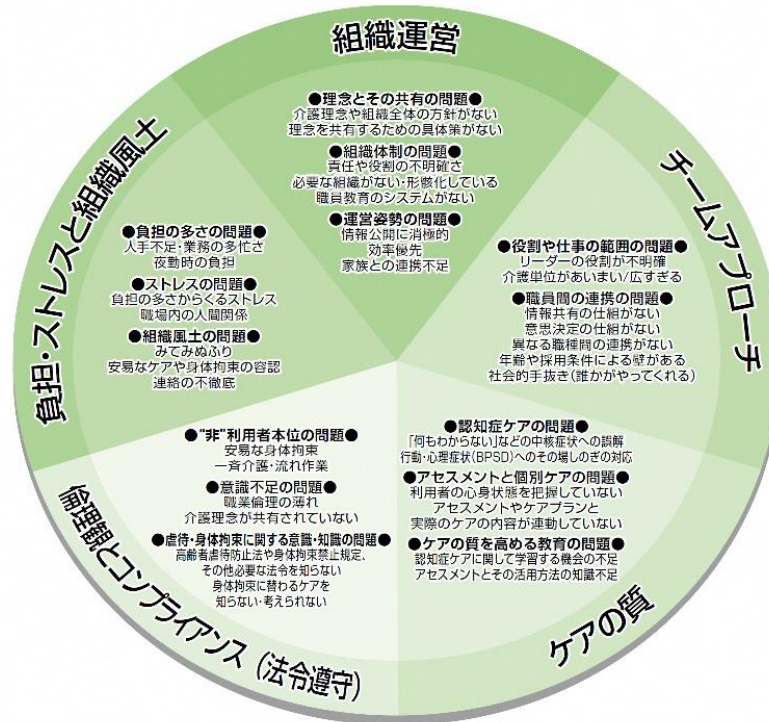 組織運営
●理念とその共有の問題●
介護理念や組織全体の方針がない
理念を共有するための具体策がない
●組織体制の問題●
責任や役割の不明確さ
必要な組織がない・形骸化している
職員教育のシステムがない
●運営姿勢の問題●
情報公開に消極的
効率優先
家族との連携不足
チームアプローチ
●役割や仕事の範囲の問題●
リーダーの役割が不明確
介護単位があいまい/広すぎる
●職員間の連携の問題●
情報共有の仕組がない
意思決定の仕組がない
異なる職種間の連携がない
年齢や採用条件による壁がある
社会的手抜き(誰かがやってくれる)
ケアの質
●認知症ケアの問題●
「何もわからない」などの中核症状への誤解
行動・心理症状(BPSD)へのその場しのぎの対応
●アセスメントと個別ケアの問題●
利用者の心身状態を把握していない
アセスメントやケアプランと
実際のケアの内容が連動していない
●ケアの質を高める教育の問題●
認知症ケアに関して学習する機会の不足
アセスメントとその活用方法の知識不足
倫理観とコンプライアンス(法令遵守)
●"非"利用者本位の問題●
安易な身体拘束
一斉介護・流れ作業
●意識不足の問題●
職業倫理の薄れ
介護理念が共有されていない
●虐待・身体拘束に関する意識・知識の問題●
高齢者虐待防止法や身体拘束禁止規定、
その他必要な法令を知らない
身体拘束に替わるケアを
知らない・考えられない
負担・ストレスと組織風土
●負担の多さの問題●
人手不足・業務の多忙さ
夜勤時の負担
●ストレスの問題●
負担の多さからくるストレス
職場内の人間関係
●組織風土の問題●
みてみぬふり
安易なケアや身体拘束の容認
連絡の不徹底